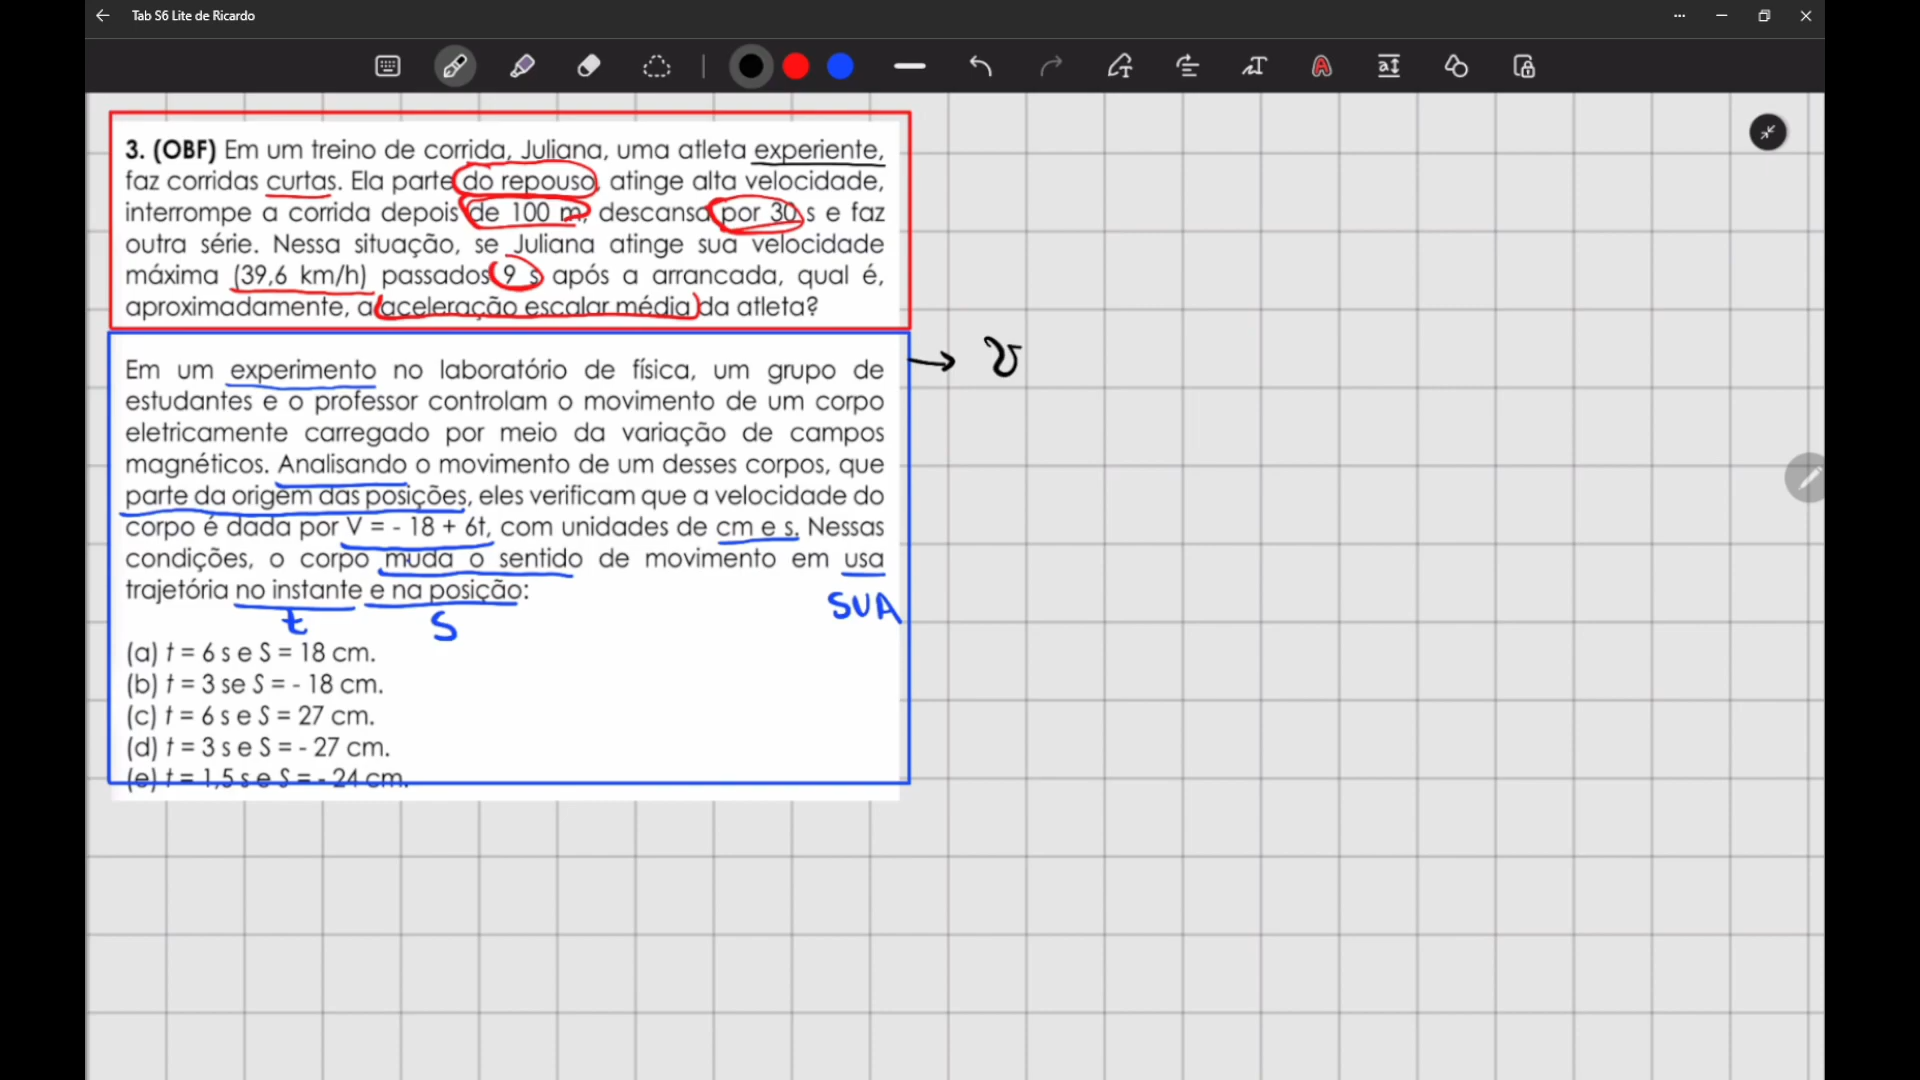 Tab S6 Lite de Ricardo
3. (OBF) Em um treino de corrida, Juliana, uma atleta experiente,
faz corridas curtas. Ela parte do repouso, atinge alta velocidade,
interrompe a corrida depois de 100 m, descansa por 30 s e faz
outra série. Nessa situação, se Juliana atinge sua velocidade
máxima (39,6 km/h) passados 9 s após a arrancada, qual é,
aproximadamente, a aceleração escalar média da atleta?
Em um experimento no laboratório de física, um grupo de
estudantes e o professor controlam o movimento de um corpo
eletricamente carregado por meio da variação de campos
magnéticos. Analisando o movimento de um desses corpos, que
parte da origem das posições, eles verificam que a velocidade do
corpo é dada por V = - 18 + 6t, com unidades de cm e s. Nessas
condições, o corpo muda o sentido de movimento em usa
trajetória no instante e na posição:
SUA
t S
(a) t = 6 s e S = 18 cm.
(b) t = 3 se S = - 18 cm.
(c) t = 6 s e S = 27 cm.
(d) t = 3 s e S = - 27 cm.
(e) t = 1,5 s e S = - 24 cm.
→ v